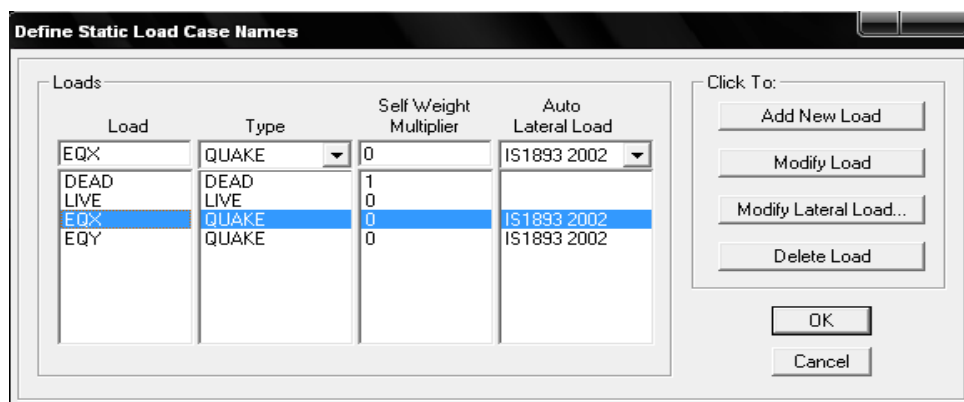 Define Static Load Case Names
Loads
Load Type Self Weight Multiplier Auto Lateral Load
EQX QUAKE 0 IS1893 2002
DEAD DEAD 1
LIVE LIVE 0
EQX QUAKE 0 IS1893 2002
EQY QUAKE 0 IS1893 2002
Click To:
Add New Load
Modify Load
Modify Lateral Load...
Delete Load
OK
Cancel